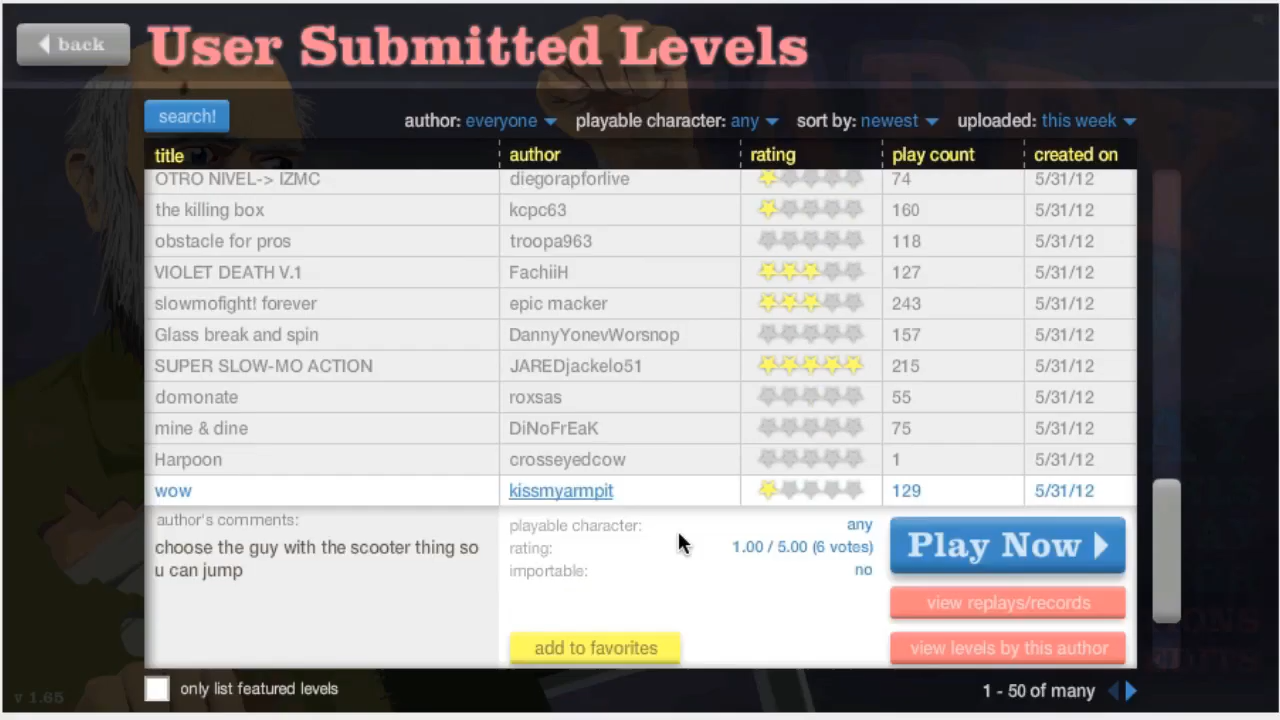 back
User Submitted Levels
search!
author: everyone playable character: any sort by: newest uploaded: this week
title author rating play count created on
OTRO NIVEL-> IZMC diegorapforlive 74 5/31/12
the killing box kcpc63 160 5/31/12
obstacle for pros troopa963 118 5/31/12
VIOLET DEATH V.1 FachiiH 127 5/31/12
slowmofight! forever epic macker 243 5/31/12
Glass break and spin DannyYonevWorsnop 157 5/31/12
SUPER SLOW-MO ACTION JAREDjackelo51 215 5/31/12
domonate roxsas 55 5/31/12
mine & dine DiNoFrEaK 75 5/31/12
Harpoon crosseyedcow 1 5/31/12
wow kissmyarmpit 129 5/31/12
author's comments:
choose the guy with the scooter thing so
u can jump
playable character: any
rating: 1.00 / 5.00 (6 votes)
importable: no
add to favorites
Play Now
view replays/records
view levels by this author
v 1.65
only list featured levels
1 - 50 of many